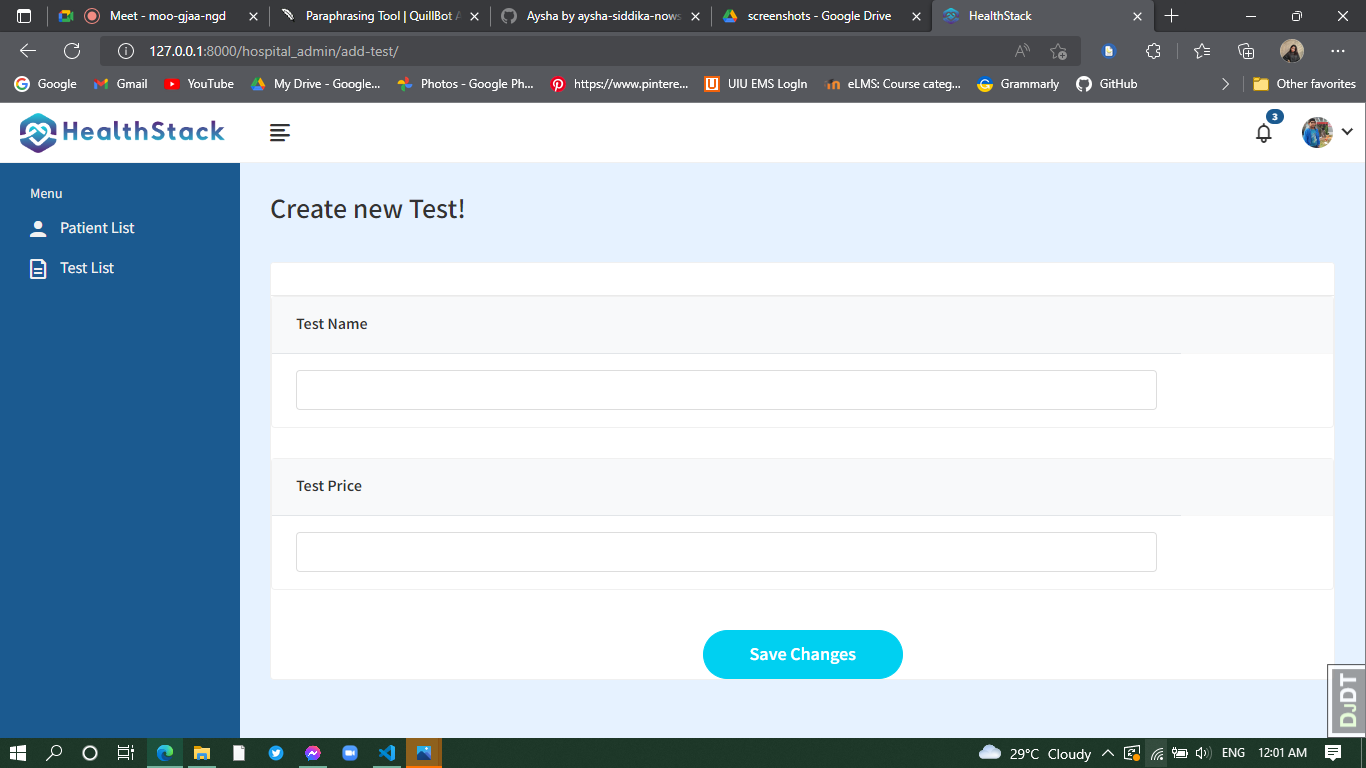 Meet - moo-gjaa-ngd
Paraphrasing Tool | QuillBot A
Aysha by aysha-siddika-nows
screenshots - Google Drive
HealthStack
127.0.0.1:8000/hospital_admin/add-test/
Google
Gmail
YouTube
My Drive - Google...
Photos - Google Ph...
https://www.pintere...
UIU EMS LogIn
eLMS: Course categ...
Grammarly
GitHub
Other favorites
HealthStack
3
Menu
Patient List
Test List
Create new Test!
Test Name
Test Price
Save Changes
DJDT
29°C Cloudy
ENG
12:01 AM